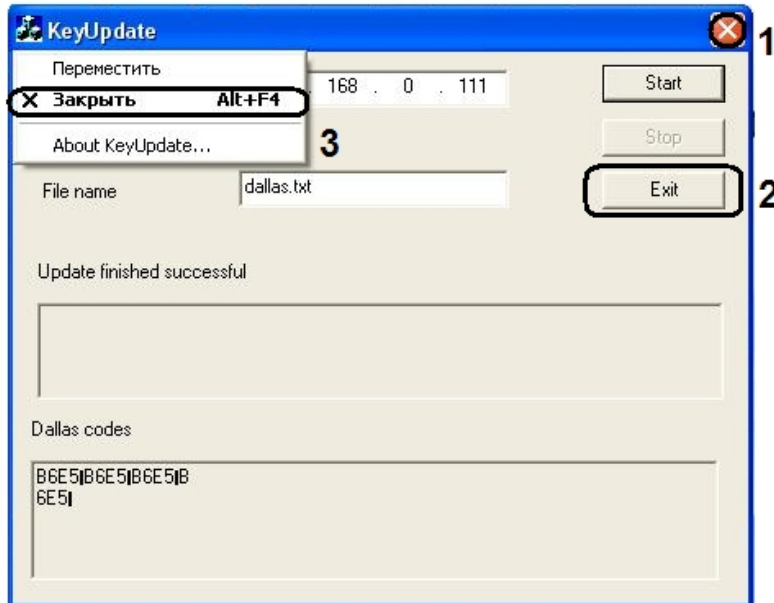 KeyUpdate
1
Переместить
Закрыть Alt+F4
About KeyUpdate...
. 168 . 0 . 111
Start
3
Stop
File name
dallas.txt
Exit
2
Update finished successful
Dallas codes
B6E5|B6E5|B6E5|B
6E5|